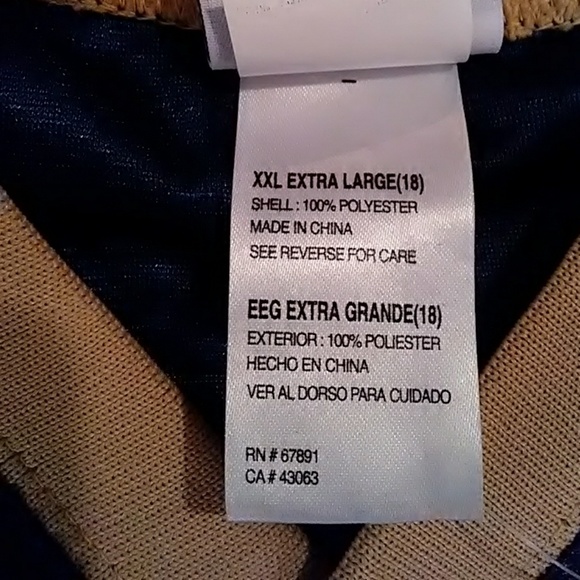 XXL EXTRA LARGE(18)
SHELL : 100% POLYESTER
MADE IN CHINA
SEE REVERSE FOR CARE
EEG EXTRA GRANDE(18)
EXTERIOR : 100% POLIESTER
HECHO EN CHINA
VER AL DORSO PARA CUIDADO
RN # 67891
CA # 43063